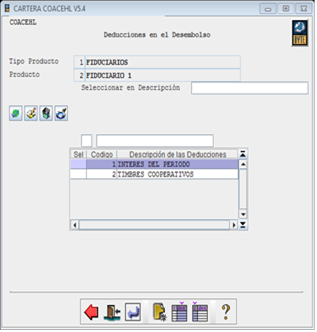 CARTERA COACEHL V5.4
COACEHL
Deducciones en el Desembolso
Tipo Producto 1 FIDUCIARIOS
Producto 2 FIDUCIARIO 1
Seleccionar en Descripción
Sel Codigo Descripción de las Deducciones
1 INTERES DEL PERIODO
2 TIMBRES COOPERATIVOS
?